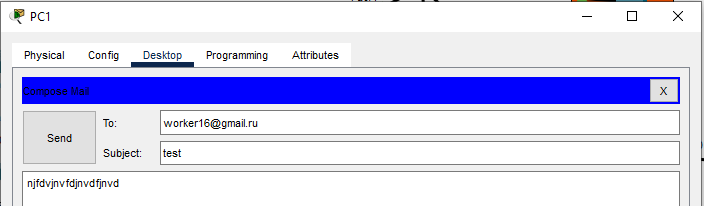 PC1
Physical Config Desktop Programming Attributes
Compose Mail X
Send
To: worker16@gmail.ru
Subject: test
njfdvjnvfdjnvdfjnvd